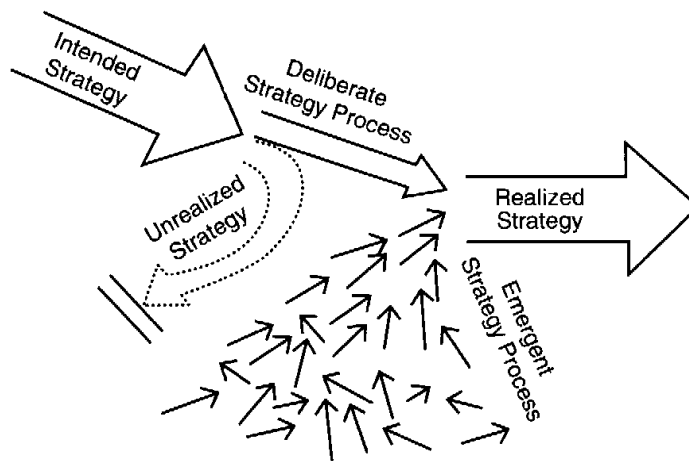 Intended
Strategy
Deliberate
Strategy Process
Unrealized
Strategy
Realized
Strategy
Emergent
Strategy Process